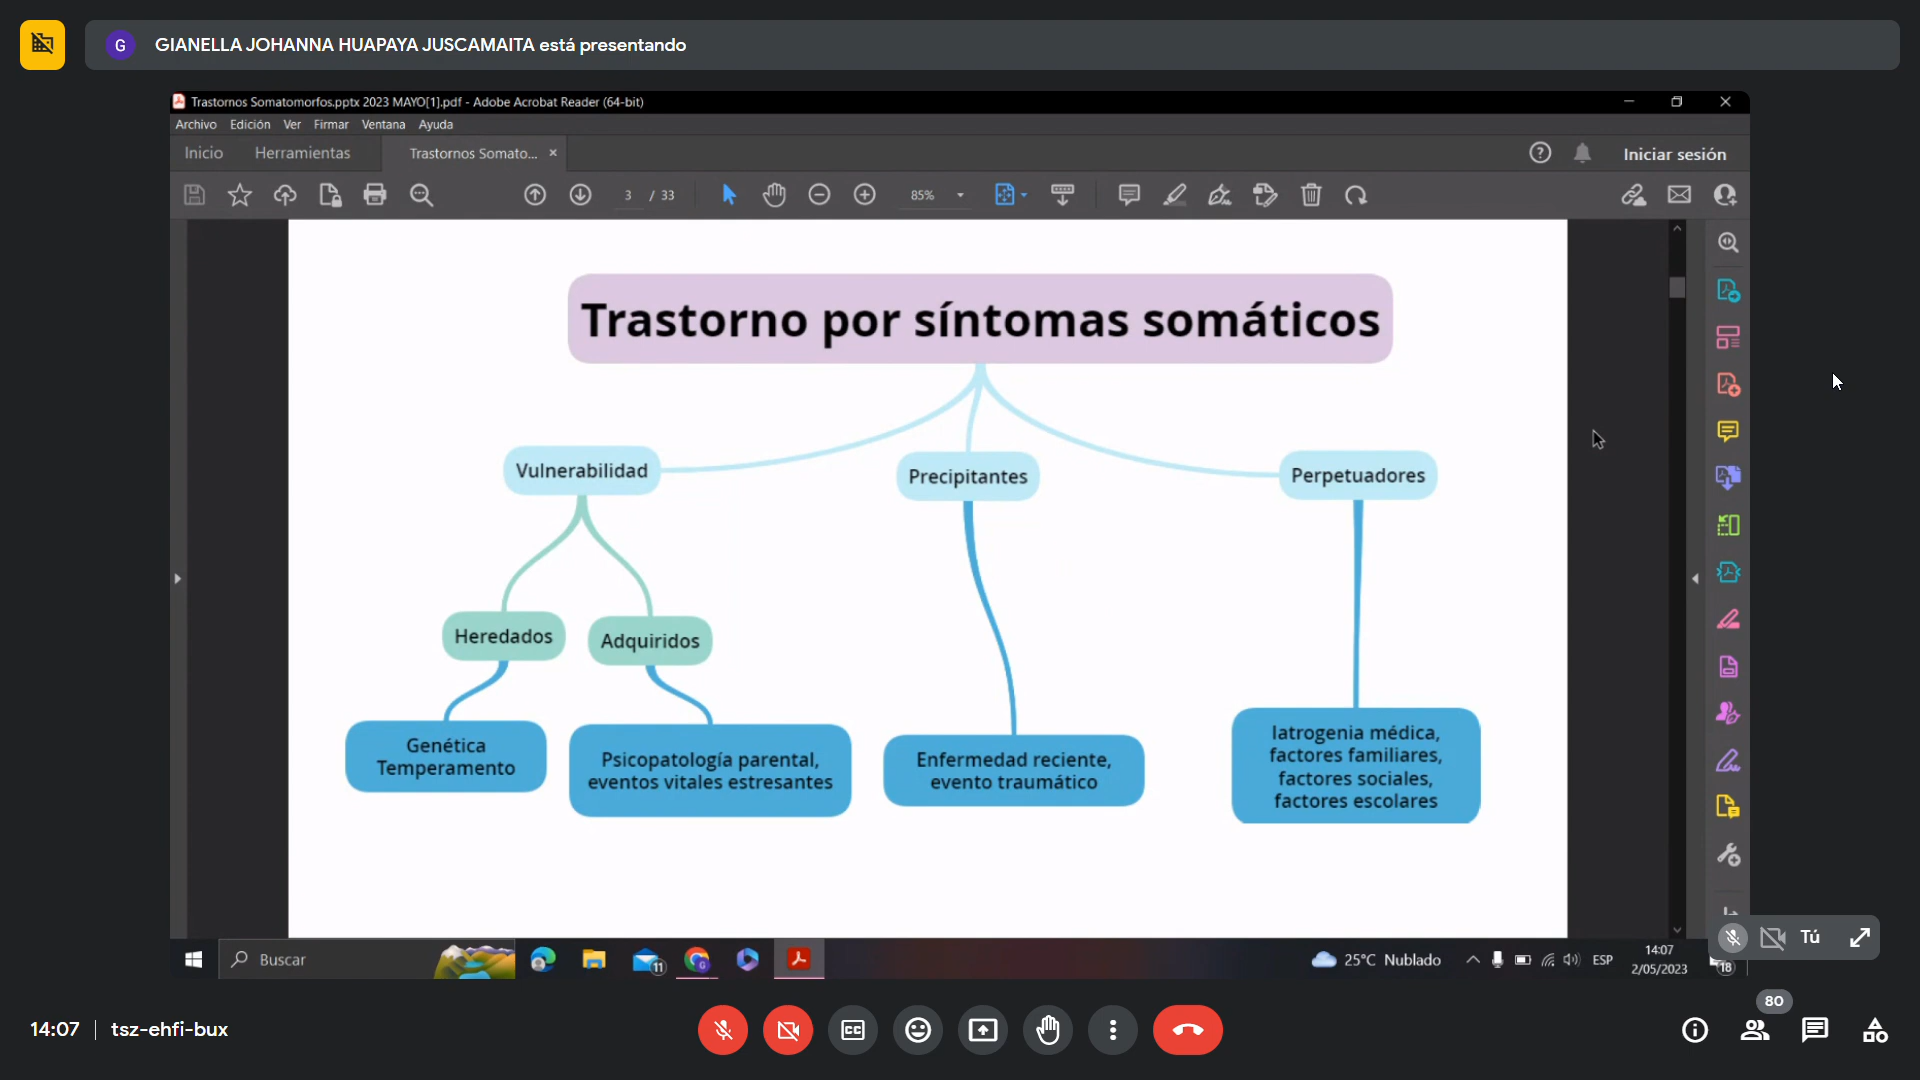 G GIANELLA JOHANNA HUAPAYA JUSCAMAITA está presentando
Trastornos Somatomorfos.pptx 2023 MAYO[1].pdf - Adobe Acrobat Reader (64-bit)
Archivo Edición Ver Firmar Ventana Ayuda
Inicio Herramientas Trastornos Somato... × Iniciar sesión
3 / 33 85%
Trastorno por síntomas somáticos
Vulnerabilidad
Precipitantes
Perpetuadores
Heredados
Adquiridos
Genética
Temperamento
Psicopatología parental,
eventos vitales estresantes
Enfermedad reciente,
evento traumático
Iatrogenia médica,
factores familiares,
factores sociales,
factores escolares
Tú
Buscar
11
G
25°C Nublado
ESP
14:07
2/05/2023
18
14:07 | tsz-ehfi-bux
CC
80